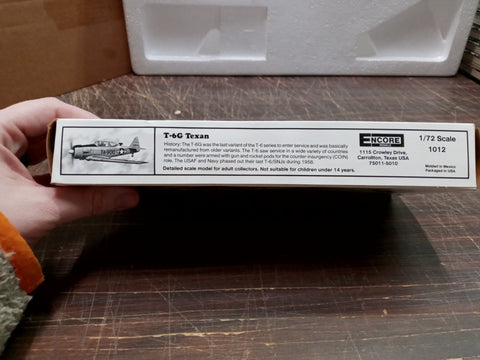 T-6G Texan
History: The T-6G was the last variant of the T-6 series to enter service and was basically
remainufactured from older variants. The T-6 saw service in a wide variety of countries
and a number were armed with gun and rocket pods for the counter insurgency (COIN)
role. The USAF and Navy phased out their last T-6/SNJs during 1958.
Detailed scale model for adult collectors. Not suitable for children under 14 years.
ENCORE
1115 Crowley Drive,
Carrollton, Texas USA
75011-5010
1/72 Scale
1012
Molded in Mexico
Packaged in USA